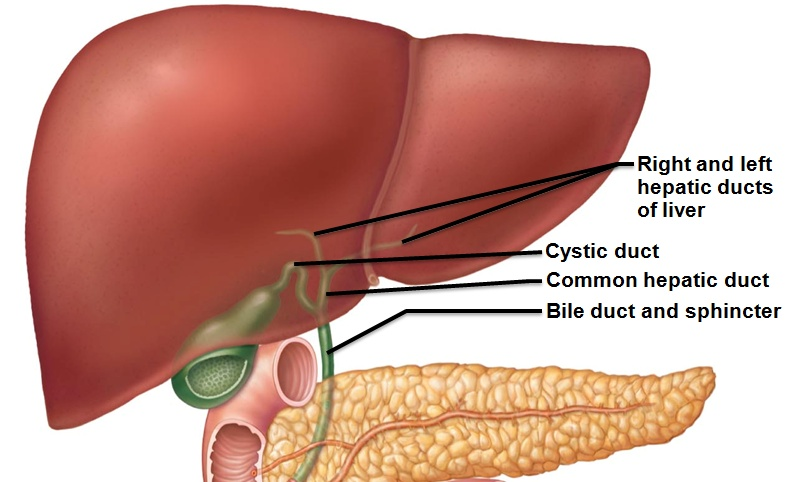 Right and left
hepatic ducts
of liver
Cystic duct
Common hepatic duct
Bile duct and sphincter